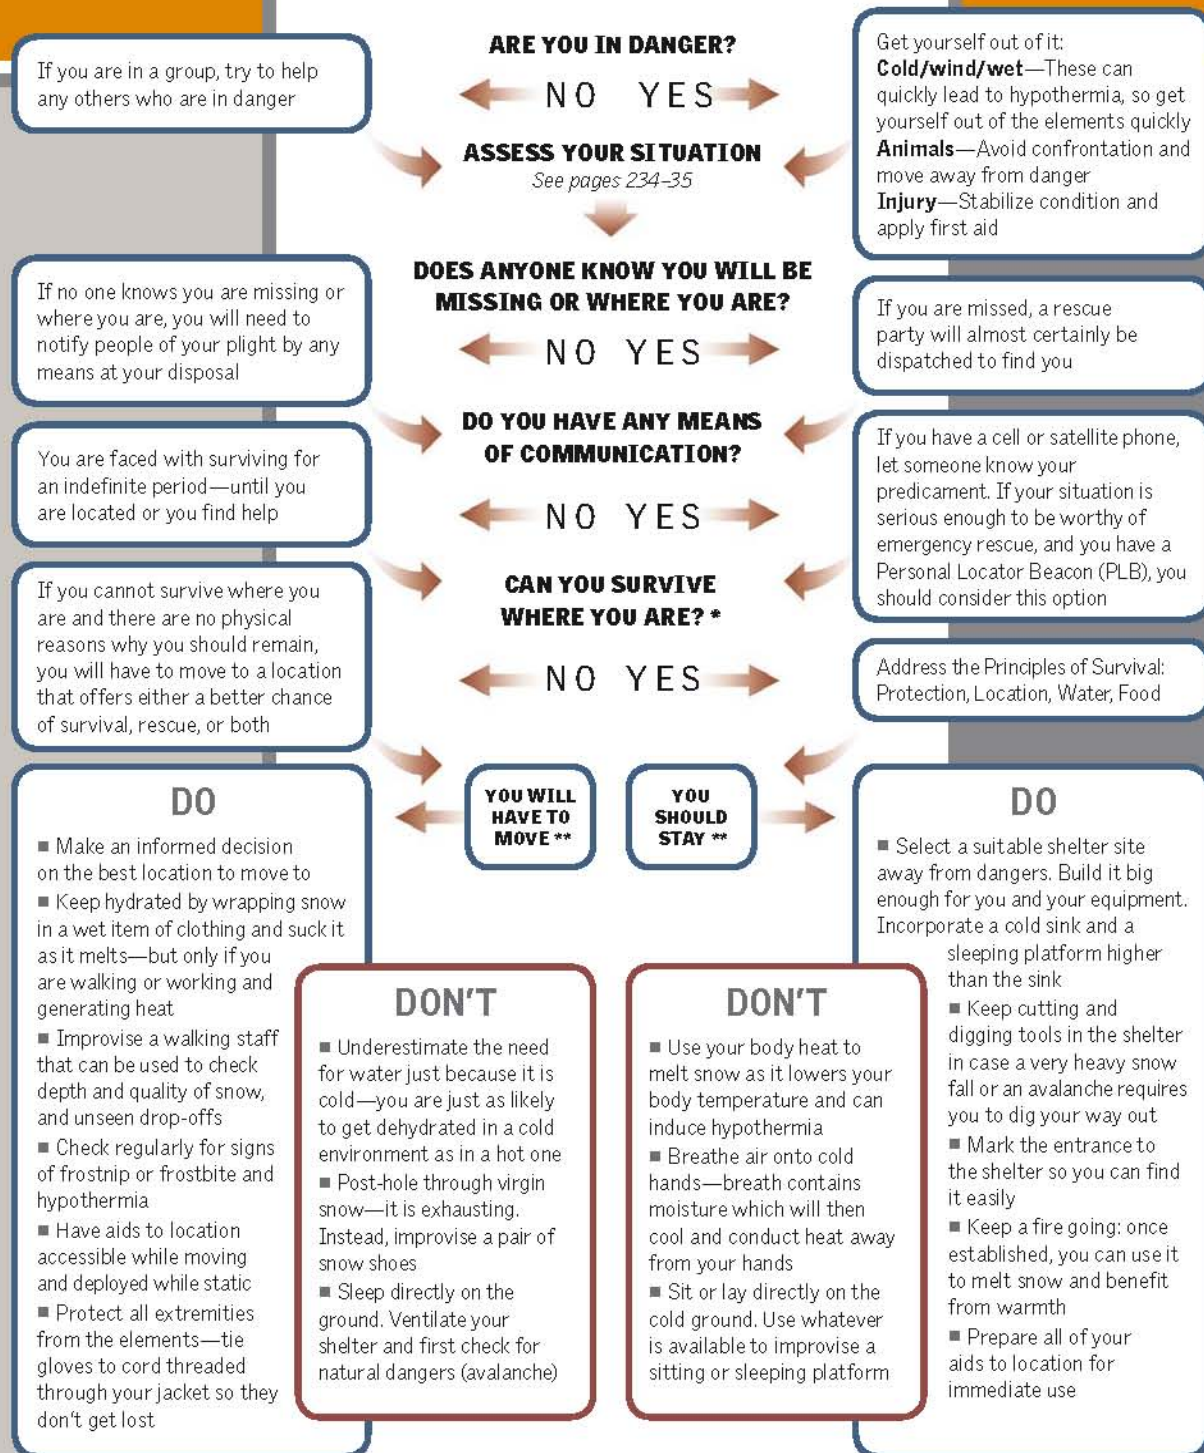 ARE YOU IN DANGER?
NO YES
If you are in a group, try to help
any others who are in danger
Get yourself out of it:
Cold/wind/wet—These can
quickly lead to hypothermia, so get
yourself out of the elements quickly
Animals—Avoid confrontation and
move away from danger
Injury—Stabilize condition and
apply first aid
ASSESS YOUR SITUATION
See pages 234–35
DOES ANYONE KNOW YOU WILL BE
MISSING OR WHERE YOU ARE?
NO YES
If no one knows you are missing or
where you are, you will need to
notify people of your plight by any
means at your disposal
If you are missed, a rescue
party will almost certainly be
dispatched to find you
DO YOU HAVE ANY MEANS
OF COMMUNICATION?
NO YES
You are faced with surviving for
an indefinite period—until you
are located or you find help
If you have a cell or satellite phone,
let someone know your
predicament. If your situation is
serious enough to be worthy of
emergency rescue, and you have a
Personal Locator Beacon (PLB), you
should consider this option
CAN YOU SURVIVE
WHERE YOU ARE? *
NO YES
If you cannot survive where you
are and there are no physical
reasons why you should remain,
you will have to move to a location
that offers either a better chance
of survival, rescue, or both
Address the Principles of Survival:
Protection, Location, Water, Food
YOU WILL
HAVE TO
MOVE **
YOU
SHOULD
STAY **
DO
■ Make an informed decision
on the best location to move to
■ Keep hydrated by wrapping snow
in a wet item of clothing and suck it
as it melts—but only if you
are walking or working and
generating heat
■ Improvise a walking staff
that can be used to check
depth and quality of snow,
and unseen drop-offs
■ Check regularly for signs
of frostnip or frostbite and
hypothermia
■ Have aids to location
accessible while moving
and deployed while static
■ Protect all extremities
from the elements—tie
gloves to cord threaded
through your jacket so they
don't get lost
DON'T
■ Underestimate the need
for water just because it is
cold—you are just as likely
to get dehydrated in a cold
environment as in a hot one
■ Post-hole through virgin
snow—it is exhausting.
Instead, improvise a pair of
snow shoes
■ Sleep directly on the
ground. Ventilate your
shelter and first check for
natural dangers (avalanche)
DON'T
■ Use your body heat to
melt snow as it lowers your
body temperature and can
induce hypothermia
■ Breathe air onto cold
hands—breath contains
moisture which will then
cool and conduct heat away
from your hands
■ Sit or lay directly on the
cold ground. Use whatever
is available to improvise a
sitting or sleeping platform
DO
■ Select a suitable shelter site
away from dangers. Build it big
enough for you and your equipment.
Incorporate a cold sink and a
sleeping platform higher
than the sink
■ Keep cutting and
digging tools in the shelter
in case a very heavy snow
fall or an avalanche requires
you to dig your way out
■ Mark the entrance to
the shelter so you can find
it easily
■ Keep a fire going: once
established, you can use it
to melt snow and benefit
from warmth
■ Prepare all of your
aids to location for
immediate use